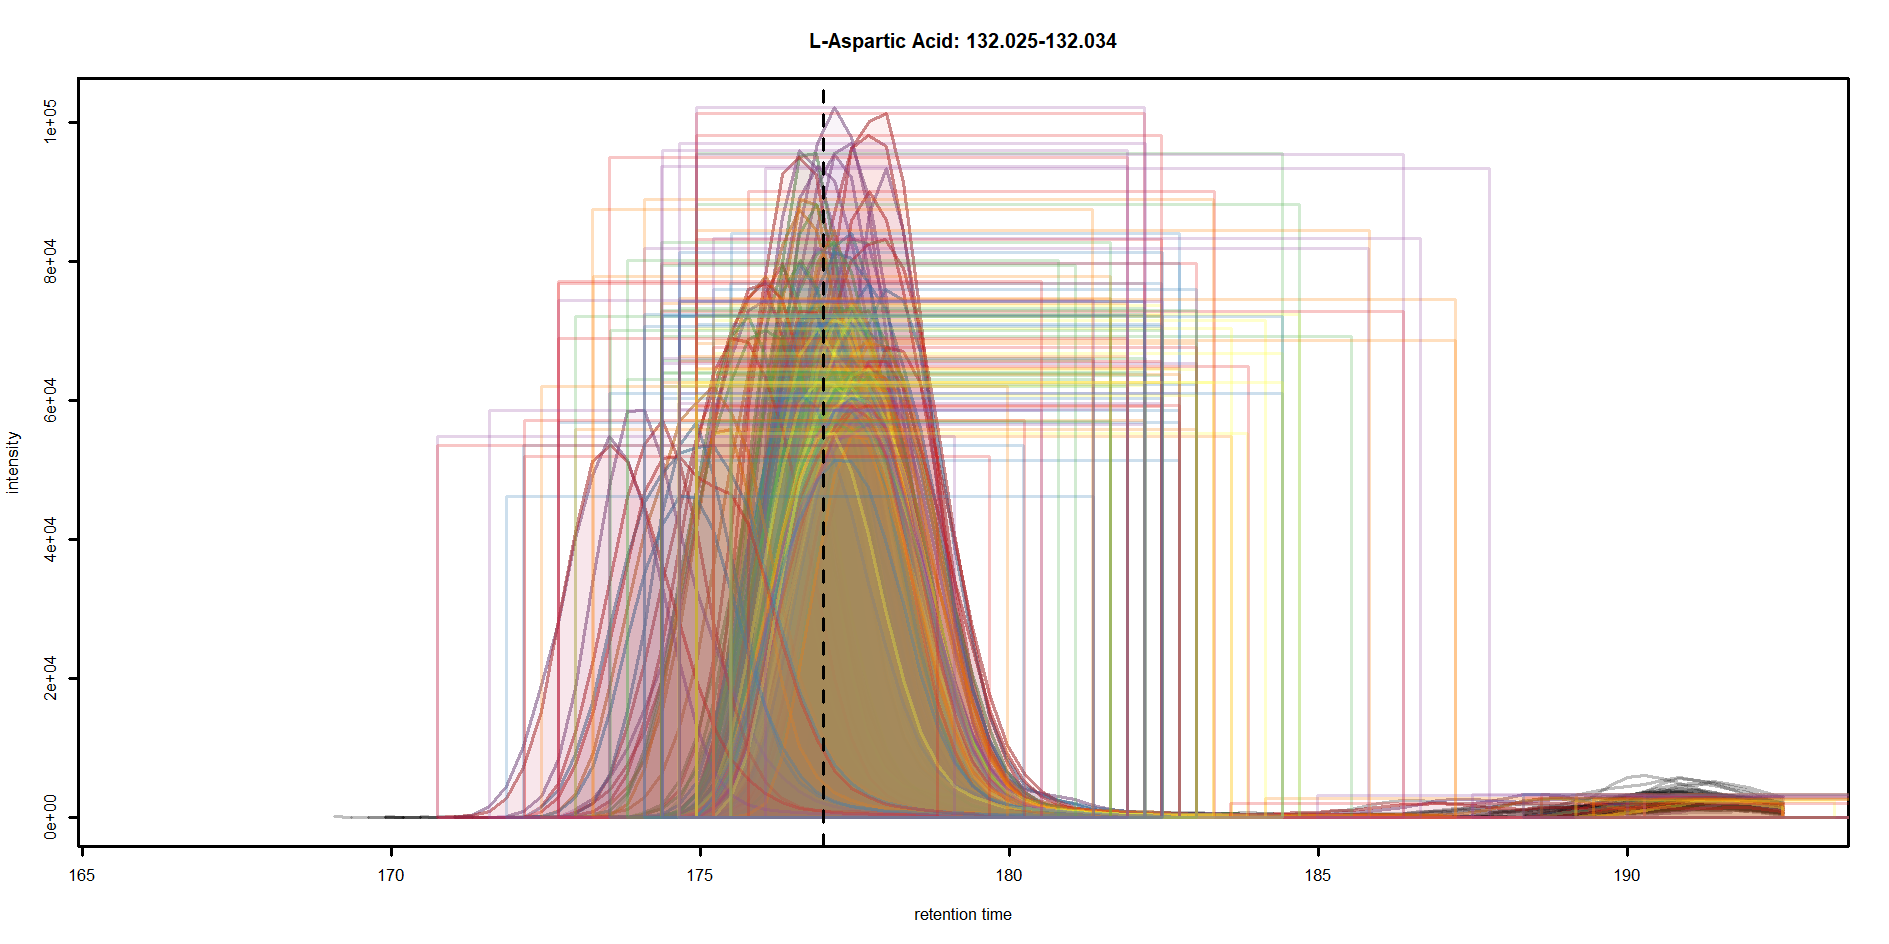 L-Aspartic Acid: 132.025-132.034
1e+05
8e+04
6e+04
4e+04
2e+04
0e+00
intensity
165 170 175 180 185 190
retention time